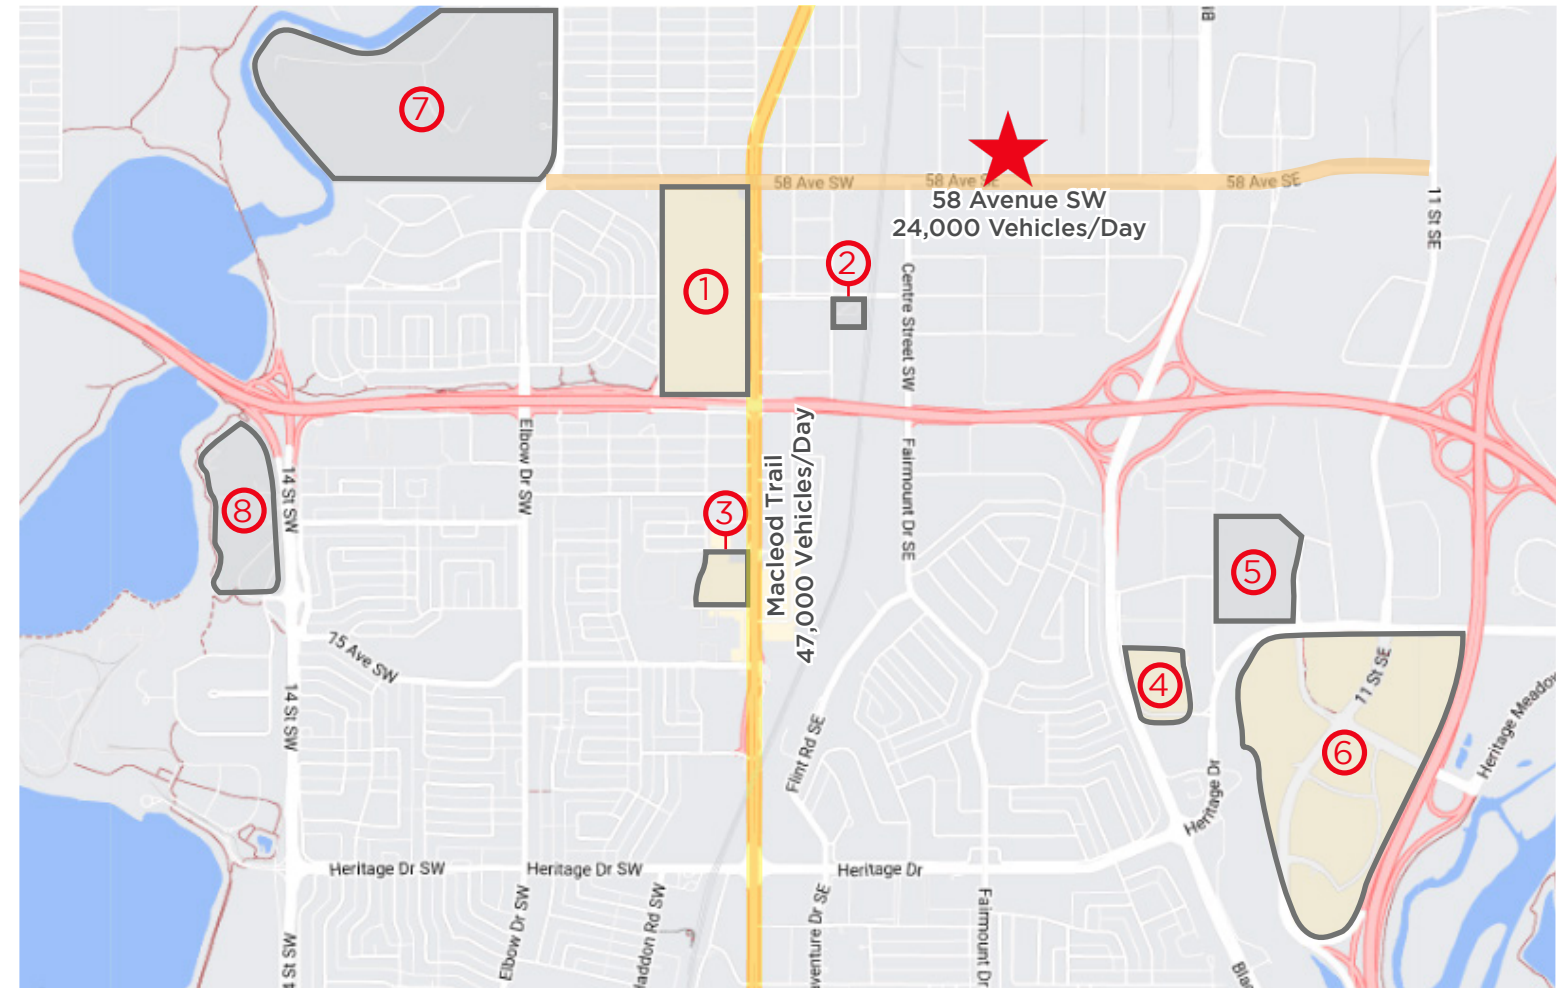 7
58 Ave SW
58 Ave SE
58 Ave SE
58 Avenue SW
24,000 Vehicles/Day
11 St SE
2
1
Centre Street SW
Elbow Dr SW
Macleod Trail
47,000 Vehicles/Day
Fairmount Dr SE
14 St SW
8
3
5
15 Ave SW
4
11 St SE
14 St SW
Flint Rd SE
6
Heritage Dr
Heritage Dr SW
Heritage Dr SW
Heritage Dr
Elbow Dr SW
Fairmount Dr